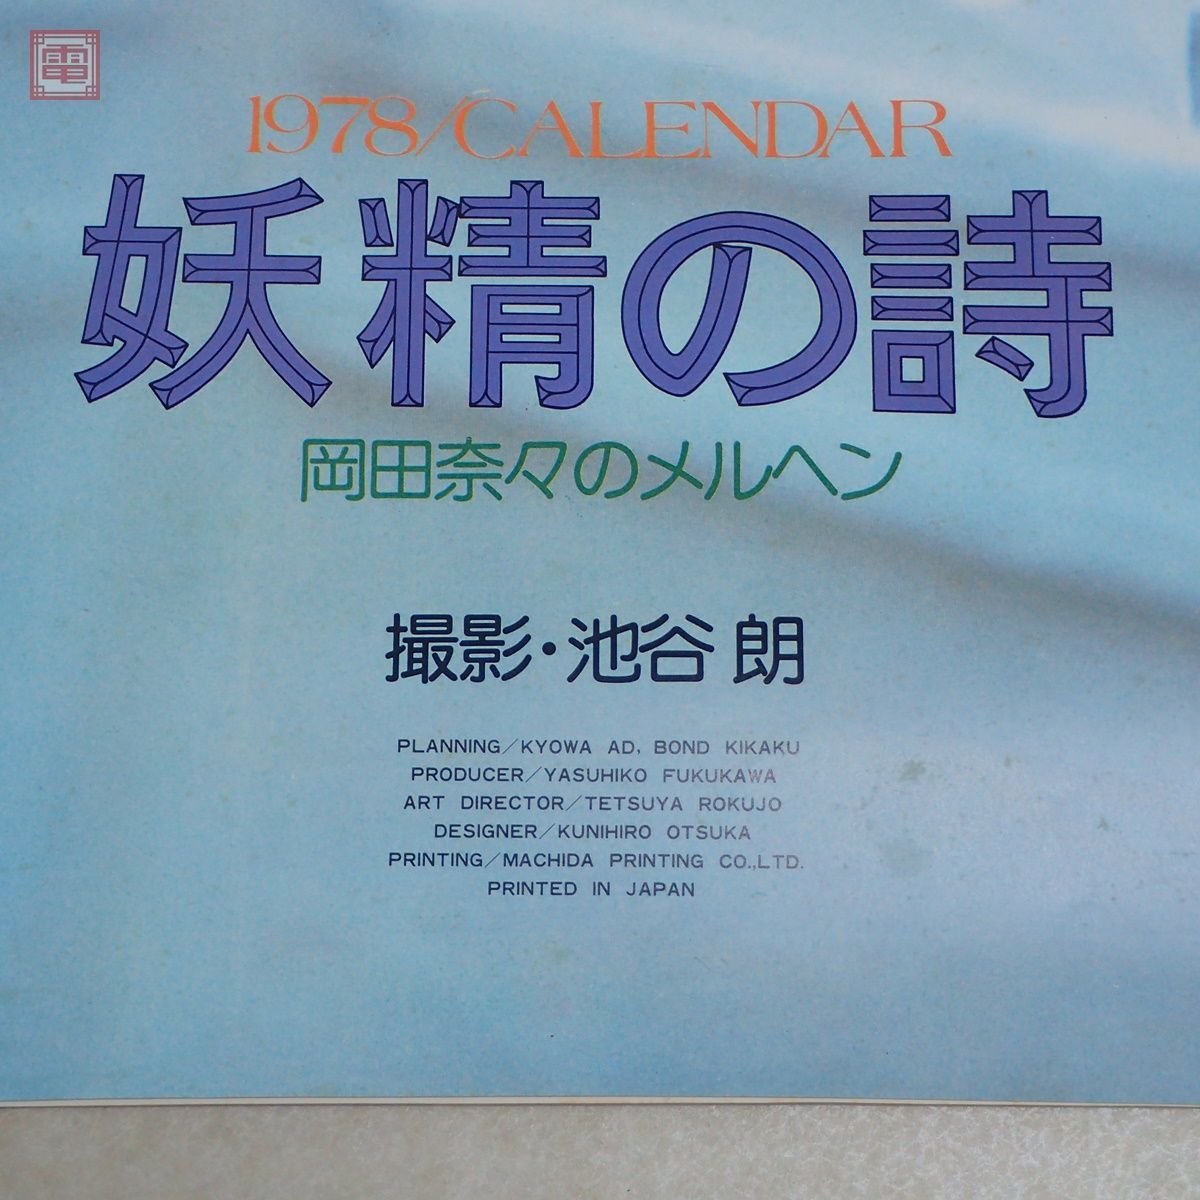 電
1978/CALENDAR
妖精の詩
岡田奈々のメルヘン
撮影・池谷 朗
PLANNING/KYOWA AD, BOND KIKAKU
PRODUCER/YASUHIKO FUKUKAWA
ART DIRECTOR/TETSUYA ROKUJO
DESIGNER/KUNIHIRO OTSUKA
PRINTING/MACHIDA PRINTING CO.,LTD.
PRINTED IN JAPAN